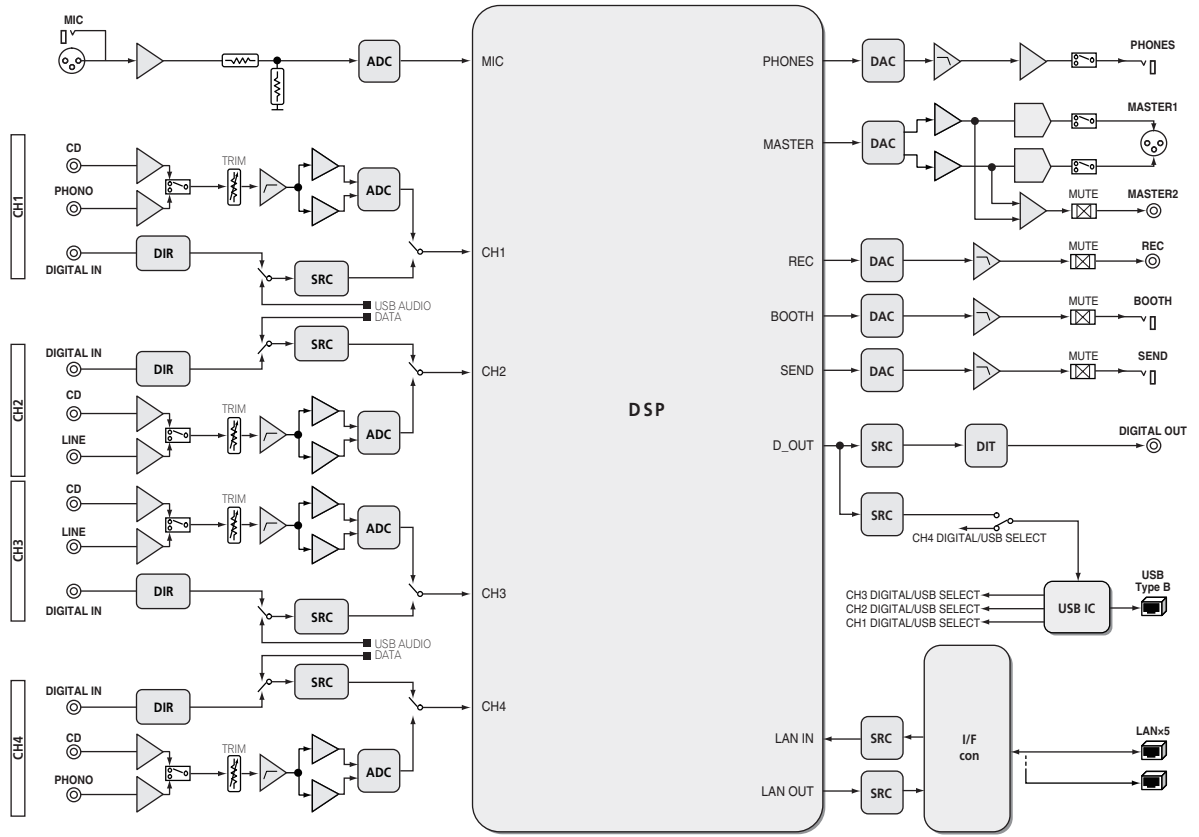 MIC
ADC
MIC
CH1
CD
PHONO
TRIM
ADC
DIGITAL IN
DIR
SRC
CH1
USB AUDIO
DATA
CH2
DIGITAL IN
DIR
SRC
CH2
CD
LINE
TRIM
ADC
CH3
CD
LINE
TRIM
ADC
DIGITAL IN
DIR
SRC
CH3
USB AUDIO
DATA
CH4
DIGITAL IN
DIR
SRC
CH4
CD
PHONO
TRIM
ADC
DSP
PHONES
DAC
PHONES
MASTER
DAC
MASTER1
MUTE
MASTER2
REC
DAC
MUTE
REC
BOOTH
DAC
MUTE
BOOTH
SEND
DAC
MUTE
SEND
D_OUT
SRC
DIT
DIGITAL OUT
SRC
CH4 DIGITAL/USB SELECT
CH3 DIGITAL/USB SELECT
CH2 DIGITAL/USB SELECT
CH1 DIGITAL/USB SELECT
USB IC
USB
Type B
LAN IN
SRC
I/F
con
LAN×5
LAN OUT
SRC